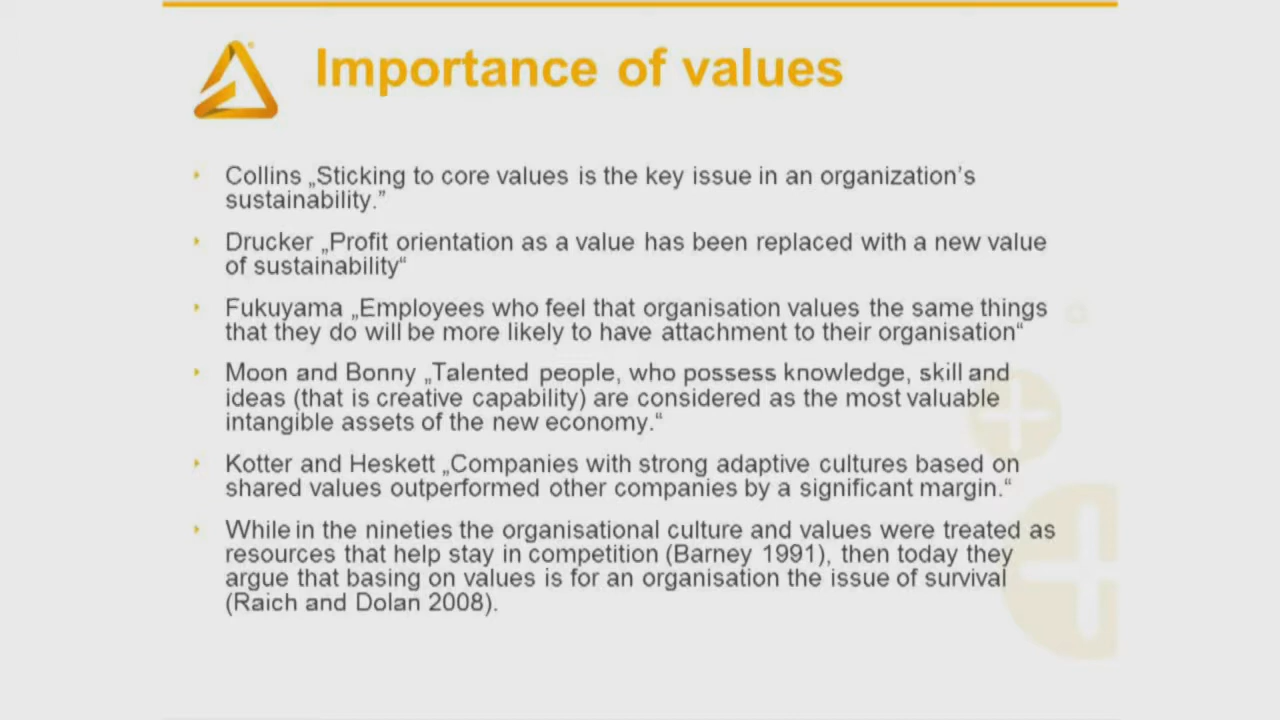 Importance of values
Collins „Sticking to core values is the key issue in an organization's
sustainability.”
Drucker „Profit orientation as a value has been replaced with a new value
of sustainability“
Fukuyama „Employees who feel that organisation values the same things
that they do will be more likely to have attachment to their organisation“
Moon and Bonny „Talented people, who possess knowledge, skill and
ideas (that is creative capability) are considered as the most valuable
intangible assets of the new economy.“
Kotter and Heskett „Companies with strong adaptive cultures based on
shared values outperformed other companies by a significant margin.“
While in the nineties the organisational culture and values were treated as
resources that help stay in competition (Barney 1991), then today they
argue that basing on values is for an organisation the issue of survival
(Raich and Dolan 2008).